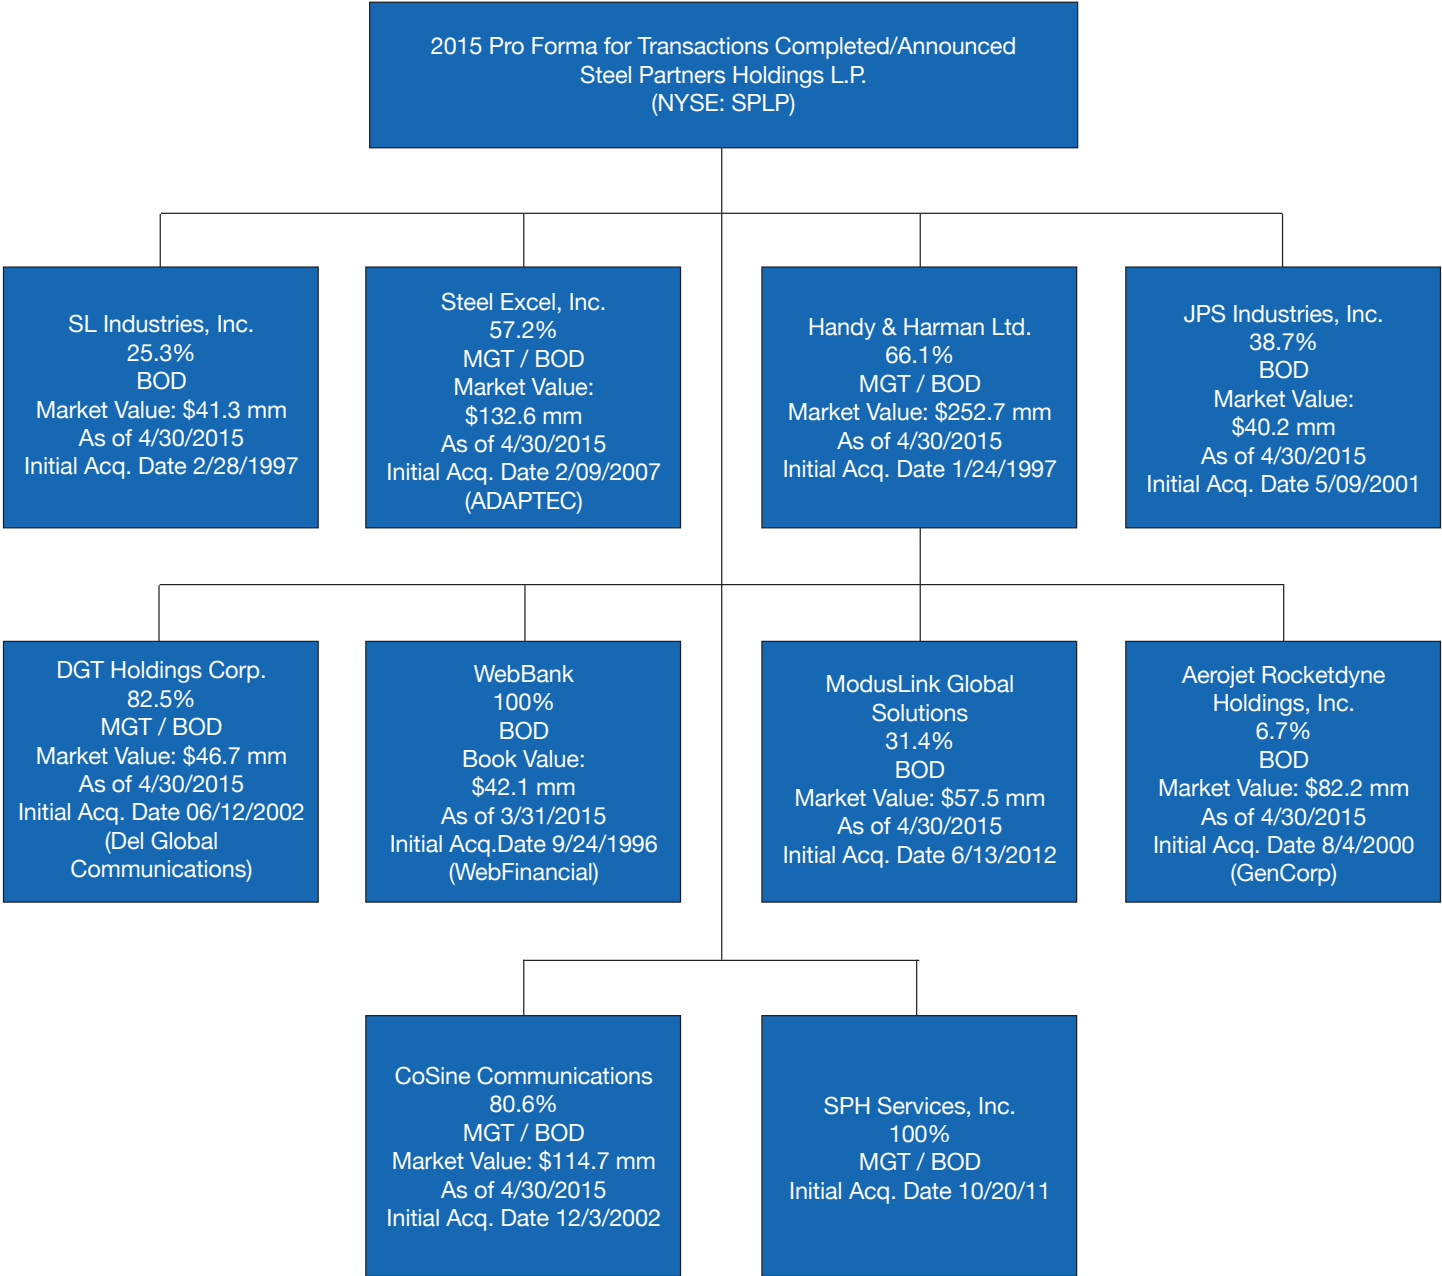 2015 Pro Forma for Transactions Completed/Announced
Steel Partners Holdings L.P.
(NYSE: SPLP)
SL Industries, Inc.
25.3%
BOD
Market Value: $41.3 mm
As of 4/30/2015
Initial Acq. Date 2/28/1997
Steel Excel, Inc.
57.2%
MGT / BOD
Market Value:
$132.6 mm
As of 4/30/2015
Initial Acq. Date 2/09/2007
(ADAPTEC)
Handy & Harman Ltd.
66.1%
MGT / BOD
Market Value: $252.7 mm
As of 4/30/2015
Initial Acq. Date 1/24/1997
JPS Industries, Inc.
38.7%
BOD
Market Value:
$40.2 mm
As of 4/30/2015
Initial Acq. Date 5/09/2001
DGT Holdings Corp.
82.5%
MGT / BOD
Market Value: $46.7 mm
As of 4/30/2015
Initial Acq. Date 06/12/2002
(Del Global
Communications)
WebBank
100%
BOD
Book Value:
$42.1 mm
As of 3/31/2015
Initial Acq.Date 9/24/1996
(WebFinancial)
ModusLink Global
Solutions
31.4%
BOD
Market Value: $57.5 mm
As of 4/30/2015
Initial Acq. Date 6/13/2012
Aerojet Rocketdyne
Holdings, Inc.
6.7%
BOD
Market Value: $82.2 mm
As of 4/30/2015
Initial Acq. Date 8/4/2000
(GenCorp)
CoSine Communications
80.6%
MGT / BOD
Market Value: $114.7 mm
As of 4/30/2015
Initial Acq. Date 12/3/2002
SPH Services, Inc.
100%
MGT / BOD
Initial Acq. Date 10/20/11